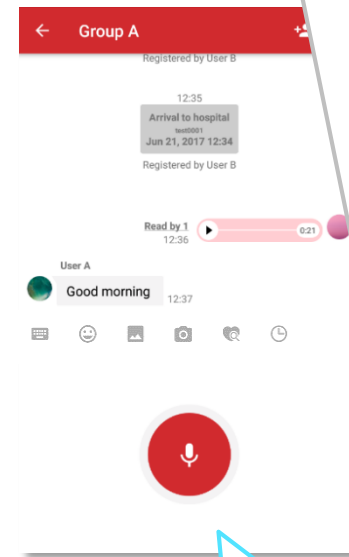 Group A
Registered by User B
12:35
Arrival to hospital
test0001
Jun 21, 2017 12:34
Registered by User B
Read by 1
0:21
12:36
User A
Good morning
12:37